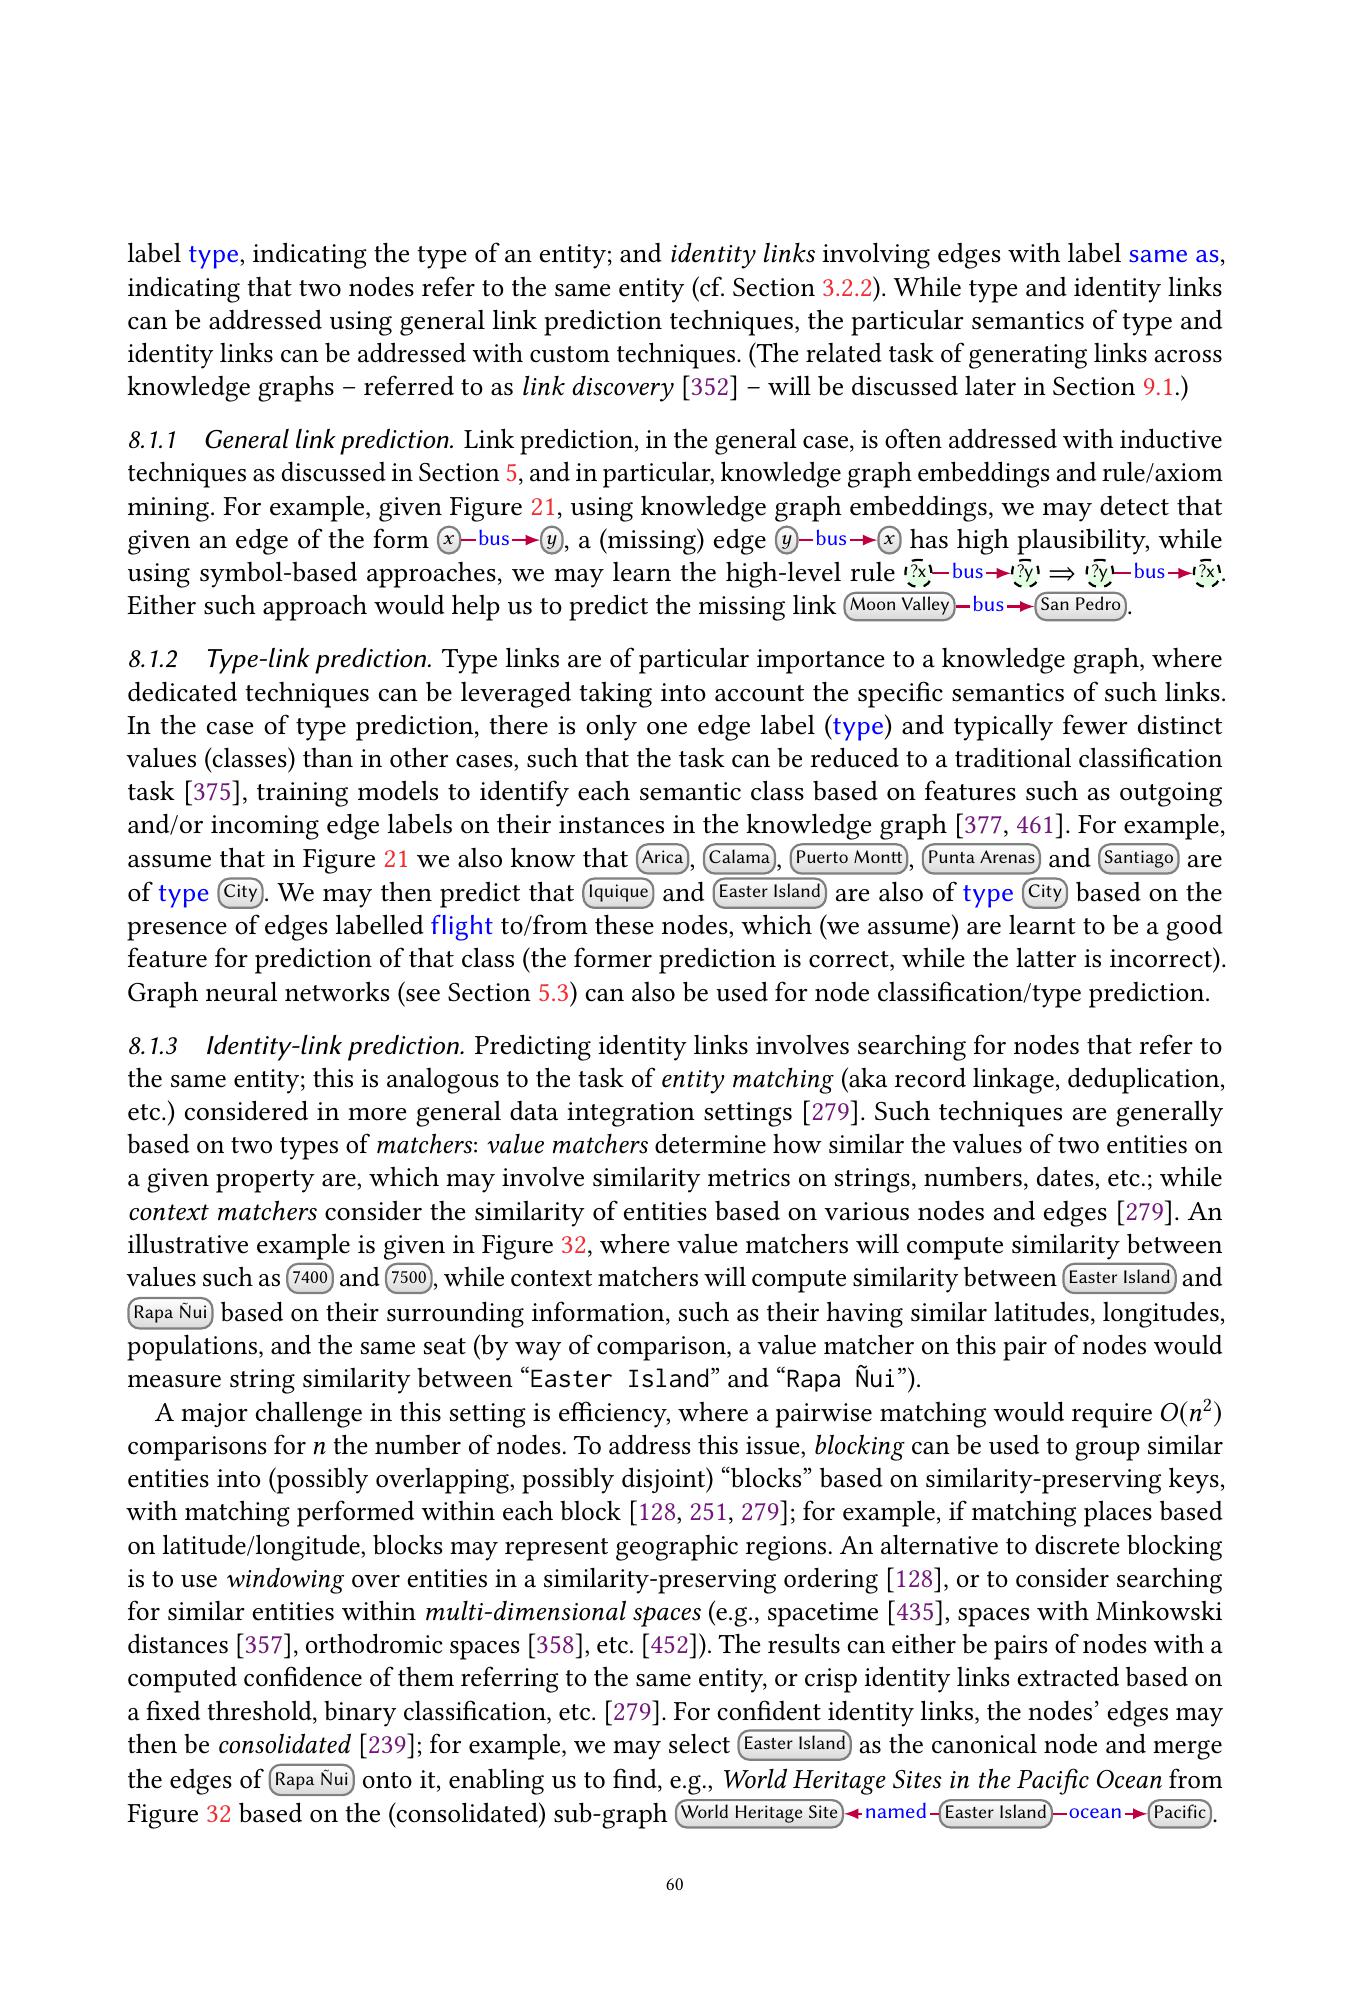 label type, indicating the type of an entity; and identity links involving edges with label same as,
indicating that two nodes refer to the same entity (cf. Section 3.2.2). While type and identity links
can be addressed using general link prediction techniques, the particular semantics of type and
identity links can be addressed with custom techniques. (The related task of generating links across
knowledge graphs – referred to as link discovery [352] – will be discussed later in Section 9.1.)
8.1.1 General link prediction. Link prediction, in the general case, is often addressed with inductive
techniques as discussed in Section 5, and in particular, knowledge graph embeddings and rule/axiom
mining. For example, given Figure 21, using knowledge graph embeddings, we may detect that
given an edge of the form x bus y, a (missing) edge y bus x has high plausibility, while
using symbol-based approaches, we may learn the high-level rule ?x bus ?y ⇒ ?y bus ?x.
Either such approach would help us to predict the missing link Moon Valley bus San Pedro.
8.1.2 Type-link prediction. Type links are of particular importance to a knowledge graph, where
dedicated techniques can be leveraged taking into account the specific semantics of such links.
In the case of type prediction, there is only one edge label (type) and typically fewer distinct
values (classes) than in other cases, such that the task can be reduced to a traditional classification
task [375], training models to identify each semantic class based on features such as outgoing
and/or incoming edge labels on their instances in the knowledge graph [377, 461]. For example,
assume that in Figure 21 we also know that Arica, Calama, Puerto Montt, Punta Arenas and Santiago are
of type City. We may then predict that Iquique and Easter Island are also of type City based on the
presence of edges labelled flight to/from these nodes, which (we assume) are learnt to be a good
feature for prediction of that class (the former prediction is correct, while the latter is incorrect).
Graph neural networks (see Section 5.3) can also be used for node classification/type prediction.
8.1.3 Identity-link prediction. Predicting identity links involves searching for nodes that refer to
the same entity; this is analogous to the task of entity matching (aka record linkage, deduplication,
etc.) considered in more general data integration settings [279]. Such techniques are generally
based on two types of matchers: value matchers determine how similar the values of two entities on
a given property are, which may involve similarity metrics on strings, numbers, dates, etc.; while
context matchers consider the similarity of entities based on various nodes and edges [279]. An
illustrative example is given in Figure 32, where value matchers will compute similarity between
values such as 7400 and 7500, while context matchers will compute similarity between Easter Island and
Rapa Ñui based on their surrounding information, such as their having similar latitudes, longitudes,
populations, and the same seat (by way of comparison, a value matcher on this pair of nodes would
measure string similarity between “Easter Island” and “Rapa Ñui”).
A major challenge in this setting is efficiency, where a pairwise matching would require O(n²)
comparisons for n the number of nodes. To address this issue, blocking can be used to group similar
entities into (possibly overlapping, possibly disjoint) “blocks” based on similarity-preserving keys,
with matching performed within each block [128, 251, 279]; for example, if matching places based
on latitude/longitude, blocks may represent geographic regions. An alternative to discrete blocking
is to use windowing over entities in a similarity-preserving ordering [128], or to consider searching
for similar entities within multi-dimensional spaces (e.g., spacetime [435], spaces with Minkowski
distances [357], orthodromic spaces [358], etc. [452]). The results can either be pairs of nodes with a
computed confidence of them referring to the same entity, or crisp identity links extracted based on
a fixed threshold, binary classification, etc. [279]. For confident identity links, the nodes’ edges may
then be consolidated [239]; for example, we may select Easter Island as the canonical node and merge
the edges of Rapa Ñui onto it, enabling us to find, e.g., World Heritage Sites in the Pacific Ocean from
Figure 32 based on the (consolidated) sub-graph World Heritage Site named Easter Island ocean Pacific.
60